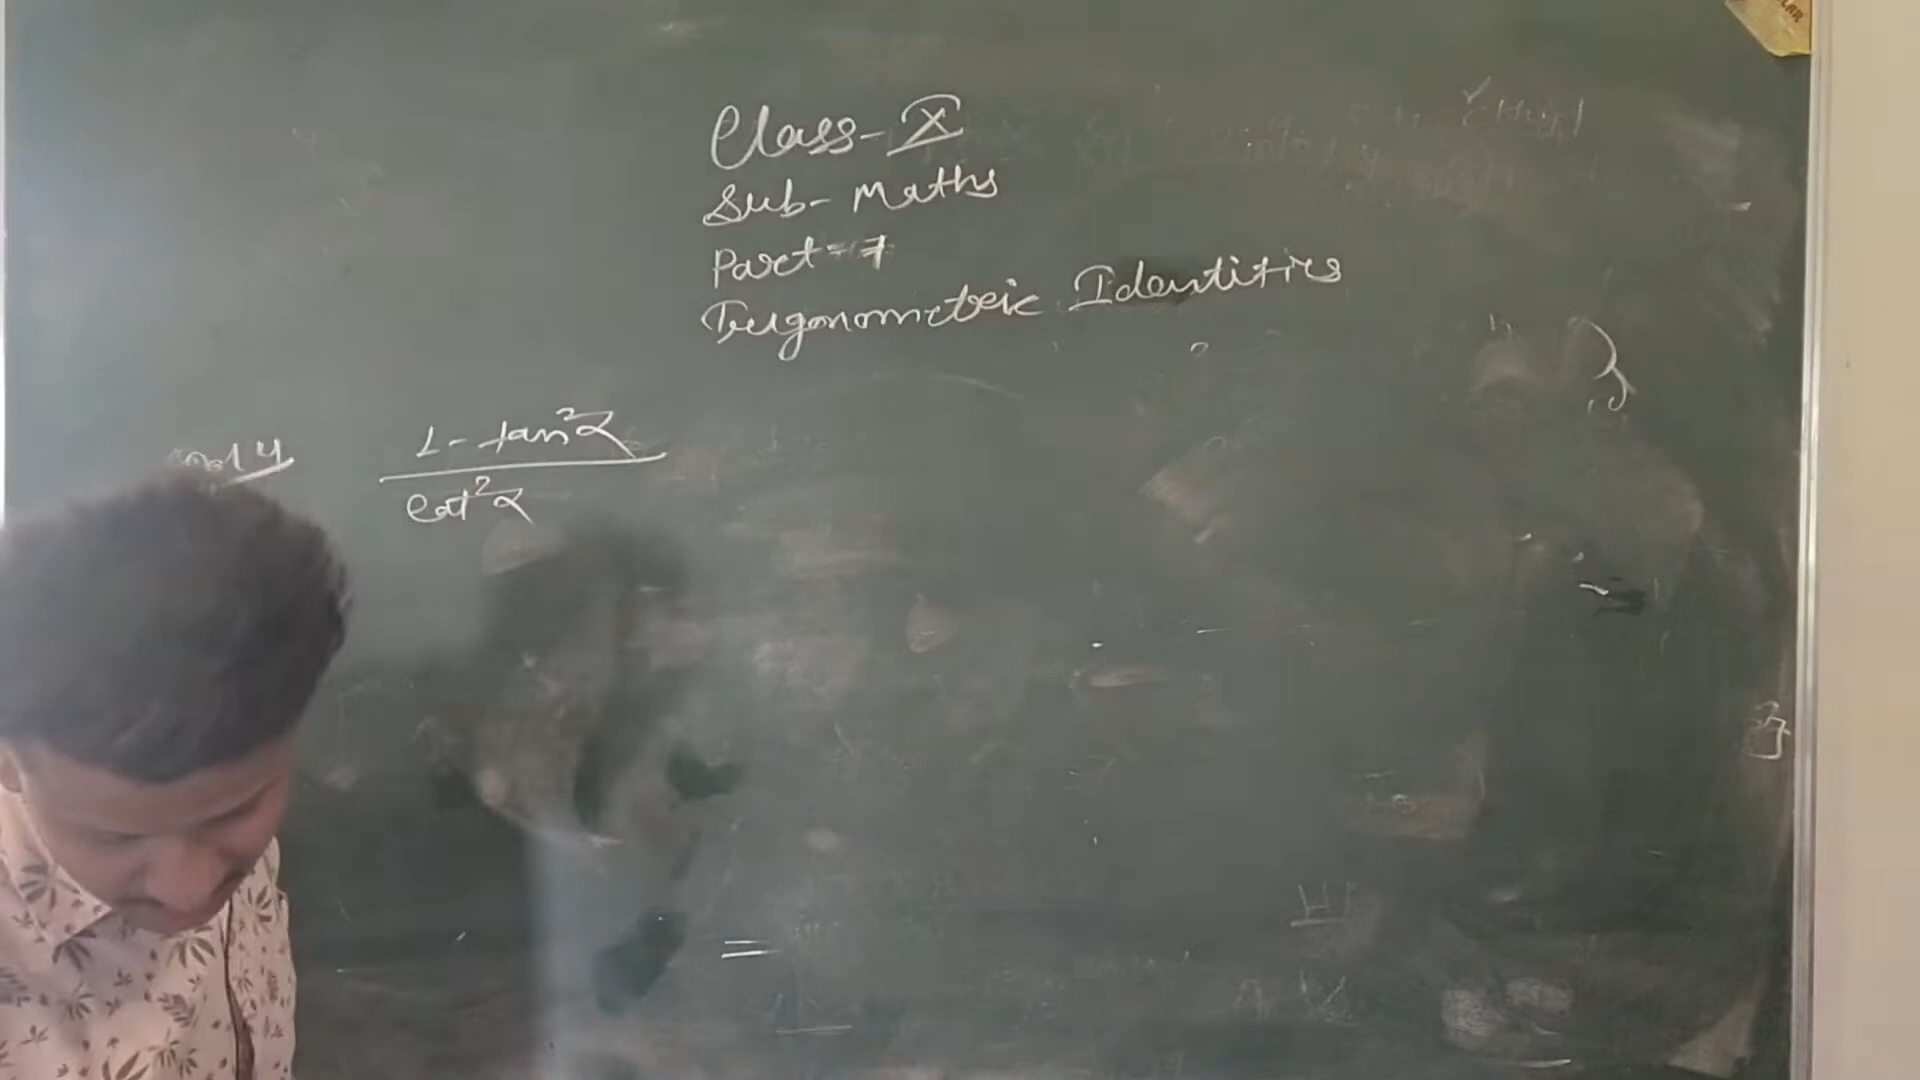 Class-X
Sub- Maths
Part-7
Trigonometric Identities
1-tan²α
cot²α